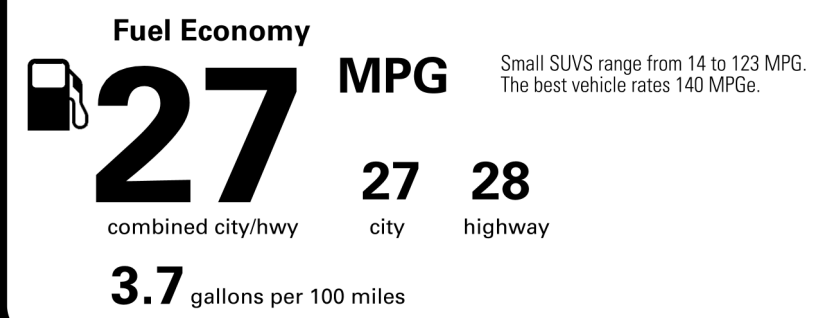 Fuel Economy
27 MPG
Small SUVS range from 14 to 123 MPG.
The best vehicle rates 140 MPGe.
27 28
combined city/hwy city highway
3.7 gallons per 100 miles